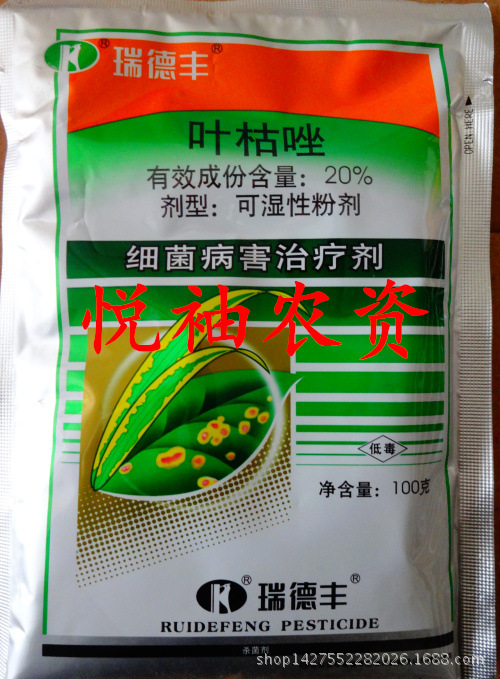 K® 瑞德丰®
叶枯唑
有效成份含量：20%
剂型：可湿性粉剂
OPEN HERE
细菌病害治疗剂
悦袖农资
低毒
净含量：100克
K® 瑞德丰®
RUIDEFENG PESTICIDE
杀菌剂
shop1427552282026.1688.com